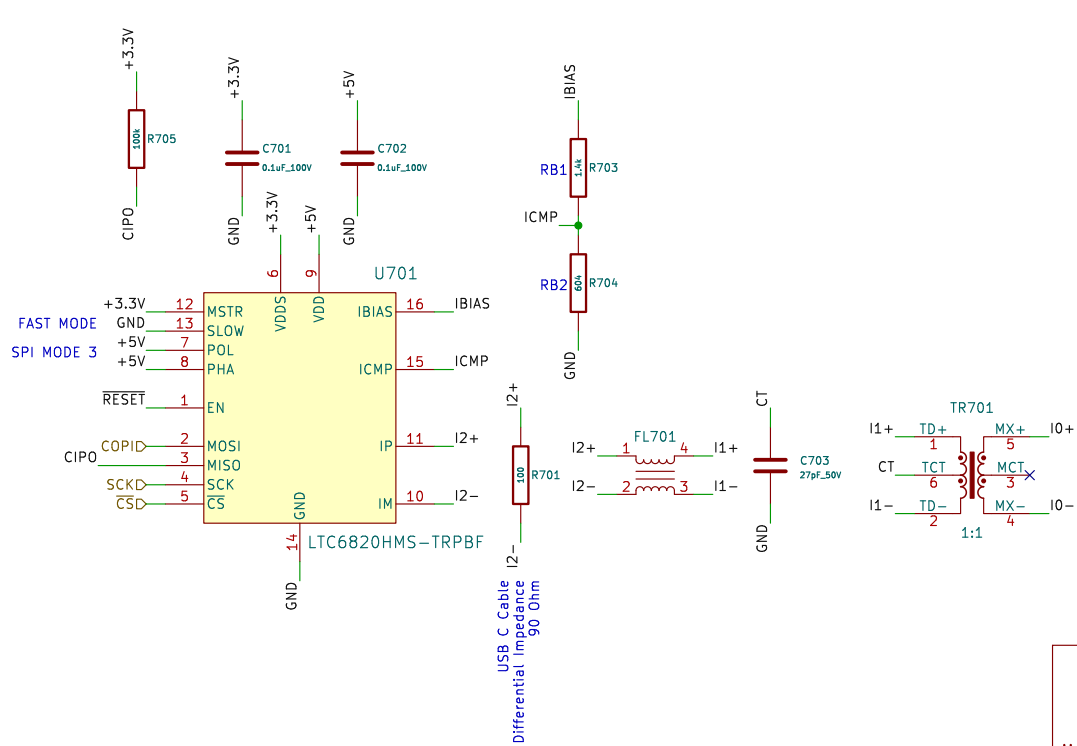 +3.3V
100k
R705
CIPO
+3.3V
C701
0.1uF_100V
GND
+5V
C702
0.1uF_100V
GND
IBIAS
RB1
1.4k
R703
ICMP
RB2
604
R704
GND
+3.3V
+5V
6
9
U701
VDDS
VDD
+3.3V
12
MSTR
FAST MODE
GND
13
SLOW
SPI MODE 3
+5V
7
POL
+5V
8
PHA
RESET
1
EN
COPI
2
MOSI
CIPO
3
MISO
SCK
4
SCK
CS
5
CS
IBIAS
16
IBIAS
ICMP
15
ICMP
IP
11
I2+
IM
10
I2-
GND
14
GND
LTC6820HMS-TRPBF
I2+
100
R701
I2-
USB C Cable
Differential Impedance
90 Ohm
FL701
I2+
1
4
I1+
I2-
2
3
I1-
CT
C703
27pF_50V
GND
TR701
I1+
TD+
1
MX+
5
IO+
CT
TCT
6
MCT
3
I1-
TD-
2
MX-
4
IO-
1:1